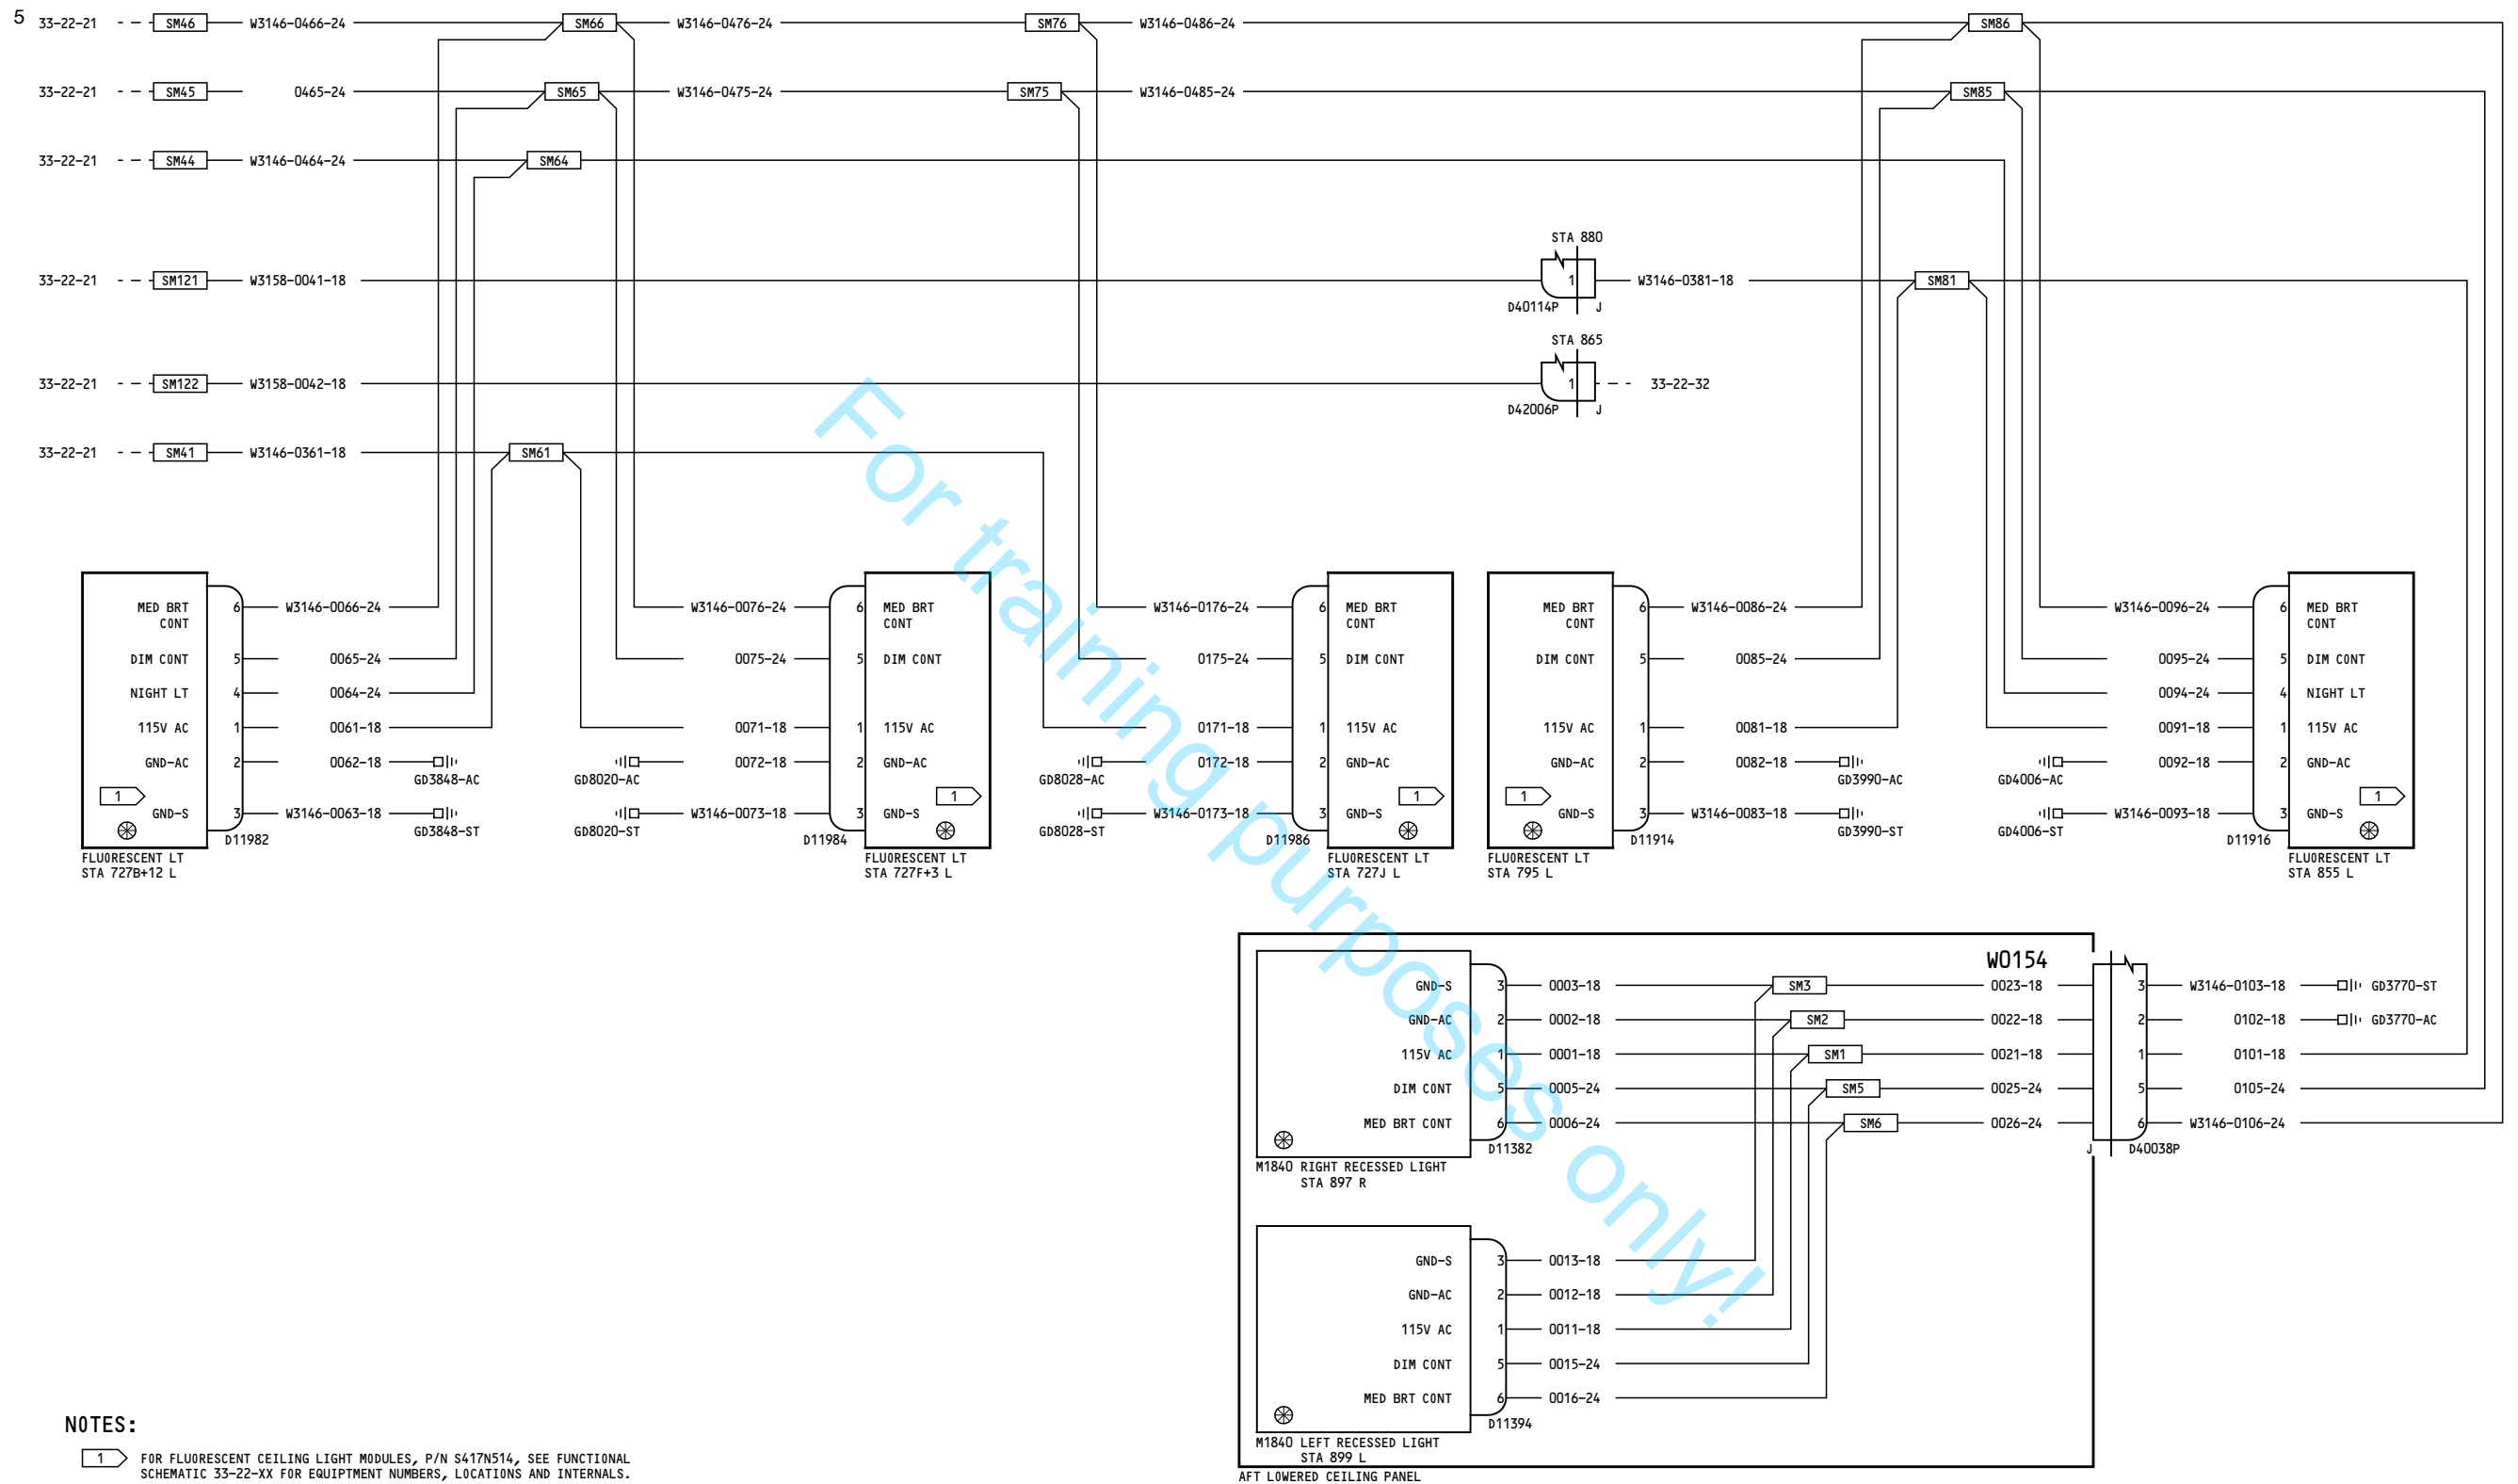 5
33-22-21 SM46 W3146-0466-24 SM66 W3146-0476-24 SM76 W3146-0486-24 SM86
33-22-21 SM45 0465-24 SM65 W3146-0475-24 SM75 W3146-0485-24 SM85
33-22-21 SM44 W3146-0464-24 SM64
STA 880
33-22-21 SM121 W3158-0041-18 1 W3146-0381-18 SM81
D40114P J
STA 865
33-22-21 SM122 W3158-0042-18 1 33-22-32
D42006P J
33-22-21 SM41 W3146-0361-18 SM61
MED BRT 6 W3146-0066-24
CONT
DIM CONT 5 0065-24
NIGHT LT 4 0064-24
115V AC 1 0061-18
GND-AC 2 0062-18
GD3848-AC
1
GND-S 3 W3146-0063-18
GD3848-ST
D11982
FLUORESCENT LT
STA 727B+12 L
W3146-0076-24 6 MED BRT
CONT
0075-24 5 DIM CONT
0071-18 1 115V AC
0072-18 2 GND-AC
GD8020-AC
1
W3146-0073-18 3 GND-S
GD8020-ST
D11984
FLUORESCENT LT
STA 727F+3 L
W3146-0176-24 6 MED BRT
CONT
0175-24 5 DIM CONT
0171-18 1 115V AC
0172-18 2 GND-AC
GD8028-AC
1
W3146-0173-18 3 GND-S
GD8028-ST
D11986
FLUORESCENT LT
STA 727J L
MED BRT 6 W3146-0086-24
CONT
DIM CONT 5 0085-24
115V AC 1 0081-18
GND-AC 2 0082-18
GD3990-AC
1
GND-S 3 W3146-0083-18
GD3990-ST
D11914
FLUORESCENT LT
STA 795 L
W3146-0096-24 6 MED BRT
CONT
0095-24 5 DIM CONT
0094-24 4 NIGHT LT
0091-18 1 115V AC
0092-18 2 GND-AC
GD4006-AC
1
W3146-0093-18 3 GND-S
GD4006-ST
D11916
FLUORESCENT LT
STA 855 L
W0154
GND-S 3 0003-18 SM3 0023-18 3 W3146-0103-18 GD3770-ST
GND-AC 2 0002-18 SM2 0022-18 2 0102-18 GD3770-AC
115V AC 1 0001-18 SM1 0021-18 1 0101-18
DIM CONT 5 0005-24 SM5 0025-24 5 0105-24
MED BRT CONT 6 0006-24 SM6 0026-24 6 W3146-0106-24
D11382 J D40038P
M1840 RIGHT RECESSED LIGHT
STA 897 R
GND-S 3 0013-18
GND-AC 2 0012-18
115V AC 1 0011-18
DIM CONT 5 0015-24
MED BRT CONT 6 0016-24
D11394
M1840 LEFT RECESSED LIGHT
STA 899 L
AFT LOWERED CEILING PANEL
NOTES:
1 FOR FLUORESCENT CEILING LIGHT MODULES, P/N S417N514, SEE FUNCTIONAL
SCHEMATIC 33-22-XX FOR EQUIPTMENT NUMBERS, LOCATIONS AND INTERNALS.
For training purposes only!